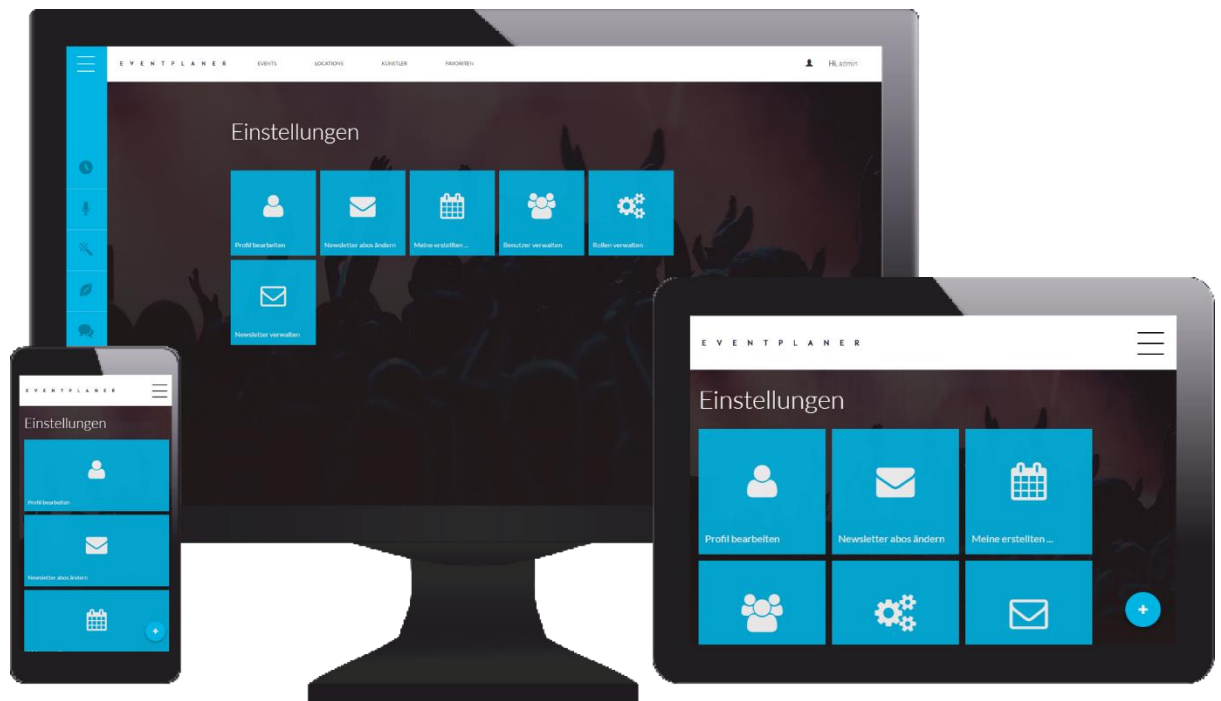 EVENTPLANER EVENTS LOCATIONS KÜNSTLER FAVORITEN Hi, admin
Einstellungen
Profil bearbeiten Newsletter abos ändern Meine erstellten ... Benutzer verwalten Rollen verwalten
Newsletter verwalten
EVENTPLANER
Einstellungen
Profil bearbeiten
Newsletter abos ändern
EVENTPLANER
Einstellungen
Profil bearbeiten Newsletter abos ändern Meine erstellten ...